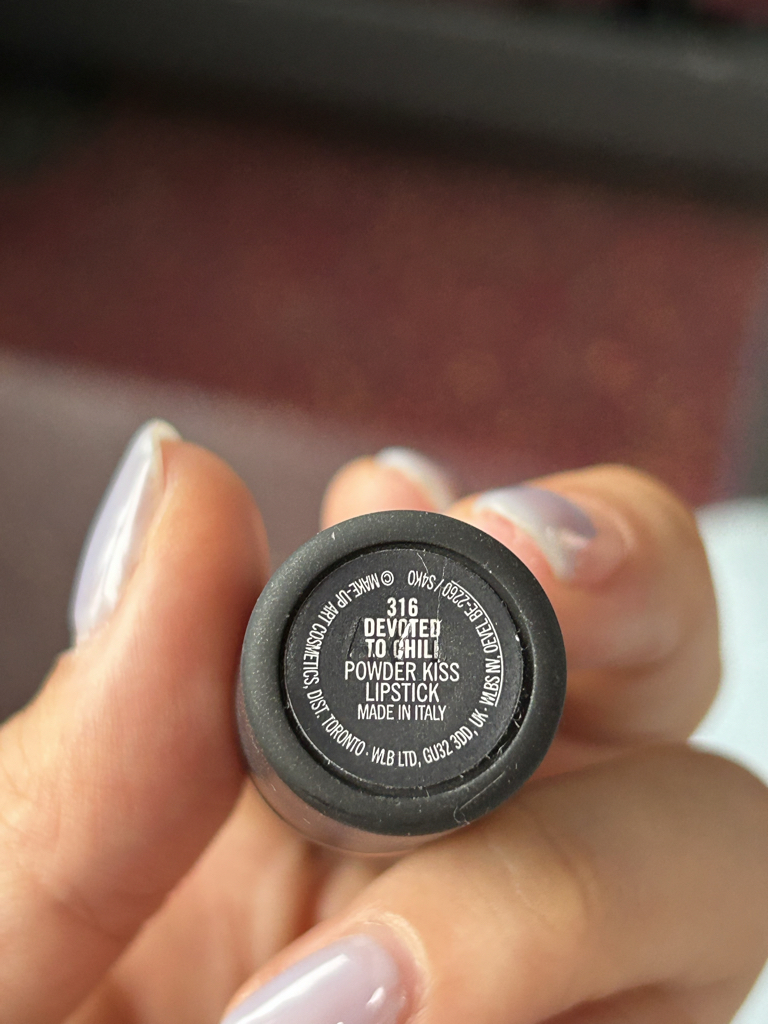 316
DEVOTED
TO CHILI
POWDER KISS
LIPSTICK
MADE IN ITALY
© MAKE-UP ART COSMETICS, DIST. TORONTO · WLB LTD, GU32 3DD, UK · WLBS NV, OEVEL BE-2260 / S4K0